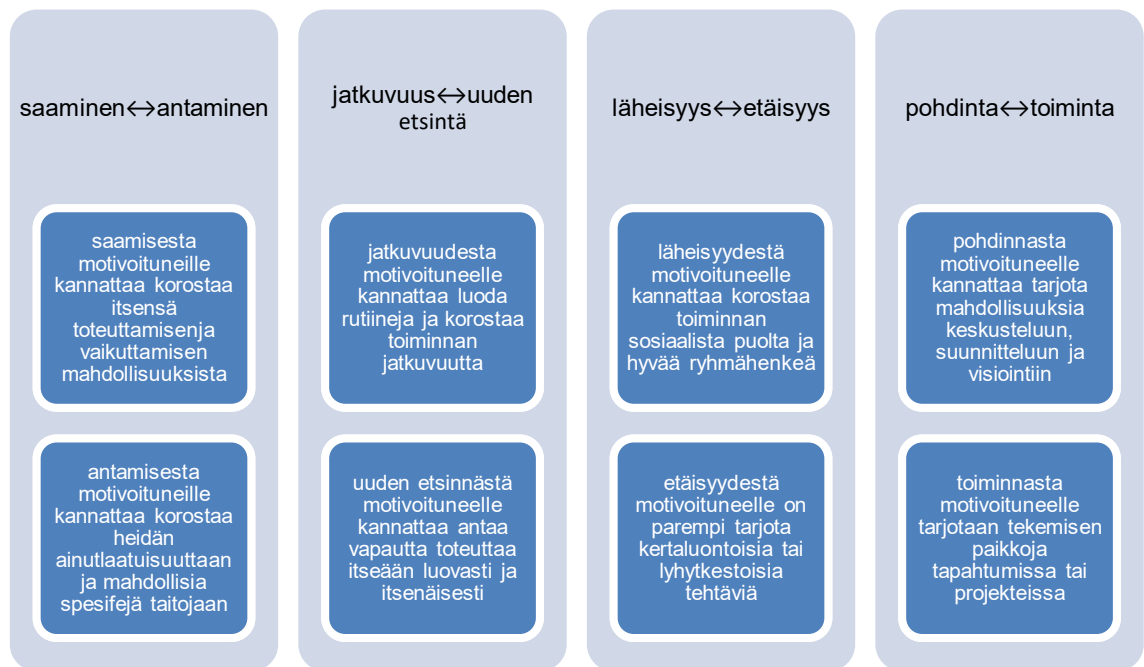 saaminen↔antaminen
saamisesta
motivoituneille
kannattaa korostaa
itsensä
toteuttamisenja
vaikuttamisen
mahdollisuuksista
antamisesta
motivoituneille
kannattaa korostaa
heidän
ainutlaatuisuuttaan
ja mahdollisia
spesifejä taitojaan
jatkuvuus↔uuden
etsintä
jatkuvuudesta
motivoituneelle
kannattaa luoda
rutiineja ja korostaa
toiminnan
jatkuvuutta
uuden etsinnästä
motivoituneelle
kannattaa antaa
vapautta toteuttaa
itseään luovasti ja
itsenäisesti
läheisyys↔etäisyys
läheisyydestä
motivoituneelle
kannattaa korostaa
toiminnan
sosiaalista puolta ja
hyvää ryhmähenkeä
etäisyydestä
motivoituneelle on
parempi tarjota
kertaluontoisia tai
lyhytkestoisia
tehtäviä
pohdinta↔toiminta
pohdinnasta
motivoituneelle
kannattaa tarjota
mahdollisuuksia
keskusteluun,
suunnitteluun ja
visiointiin
toiminnasta
motivoituneelle
tarjotaan tekemisen
paikkoja
tapahtumissa tai
projekteissa